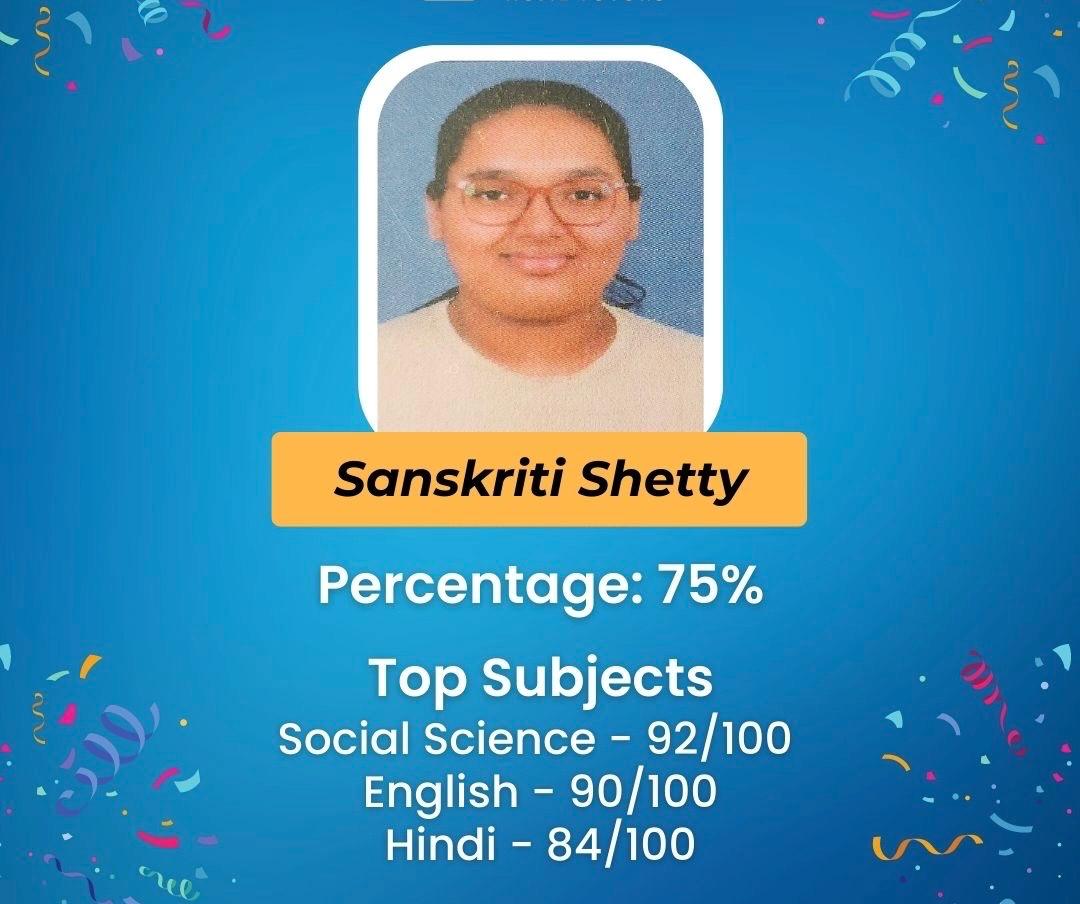 Sanskriti Shetty
Percentage: 75%
Top Subjects
Social Science - 92/100
English - 90/100
Hindi - 84/100